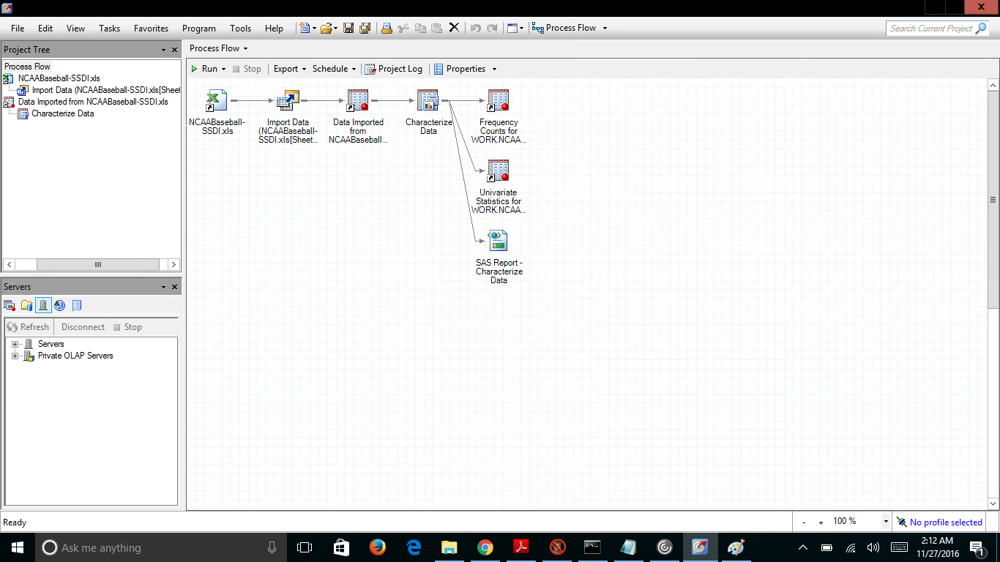 File Edit View Tasks Favorites Program Tools Help Process Flow Search Current Project
Project Tree
Process Flow
NCAABaseball-SSDI.xls
Import Data (NCAABaseball-SSDI.xls[Sheet
Data Imported from NCAABaseball-SSDI.xls
Characterize Data
Servers
Refresh Disconnect Stop
Servers
Private OLAP Servers
Process Flow
Run Stop Export Schedule Project Log Properties
NCAABaseball-
SSDI.xls
Import Data
(NCAABaseball-
SSDI.xls[Sheet...
Data Imported
from
NCAABaseball...
Characterize
Data
Frequency
Counts for
WORK.NCAA...
Univariate
Statistics for
WORK.NCAA...
SAS Report -
Characterize
Data
Ready - + 100 % No profile selected
Ask me anything
2:12 AM
11/27/2016
1